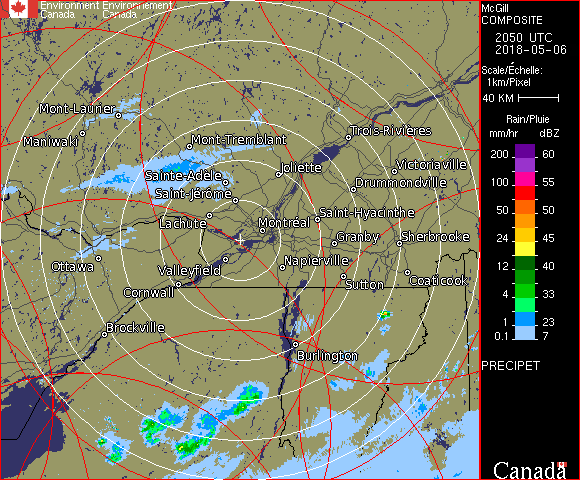 Environment Environnement
Canada Canada
McGill
COMPOSITE
2050 UTC
2018-05-06
Scale/Échelle:
1km/Pixel
40 KM
Rain/Pluie
mm/hr dBZ
200 60
100 55
50 50
24 45
12 40
4 33
1 23
0.1 7
PRECIPET
Mont-Laurier
Maniwaki
Mont-Tremblant
Trois-Rivières
Joliette
Victoriaville
Sainte-Adèle
Drummondville
Saint-Jérôme
Saint-Hyacinthe
Lachute
Montréal
Granby
Sherbrooke
Ottawa
Valleyfield
Napierville
Coaticook
Cornwall
Sutton
Brockville
Burlington
Canada